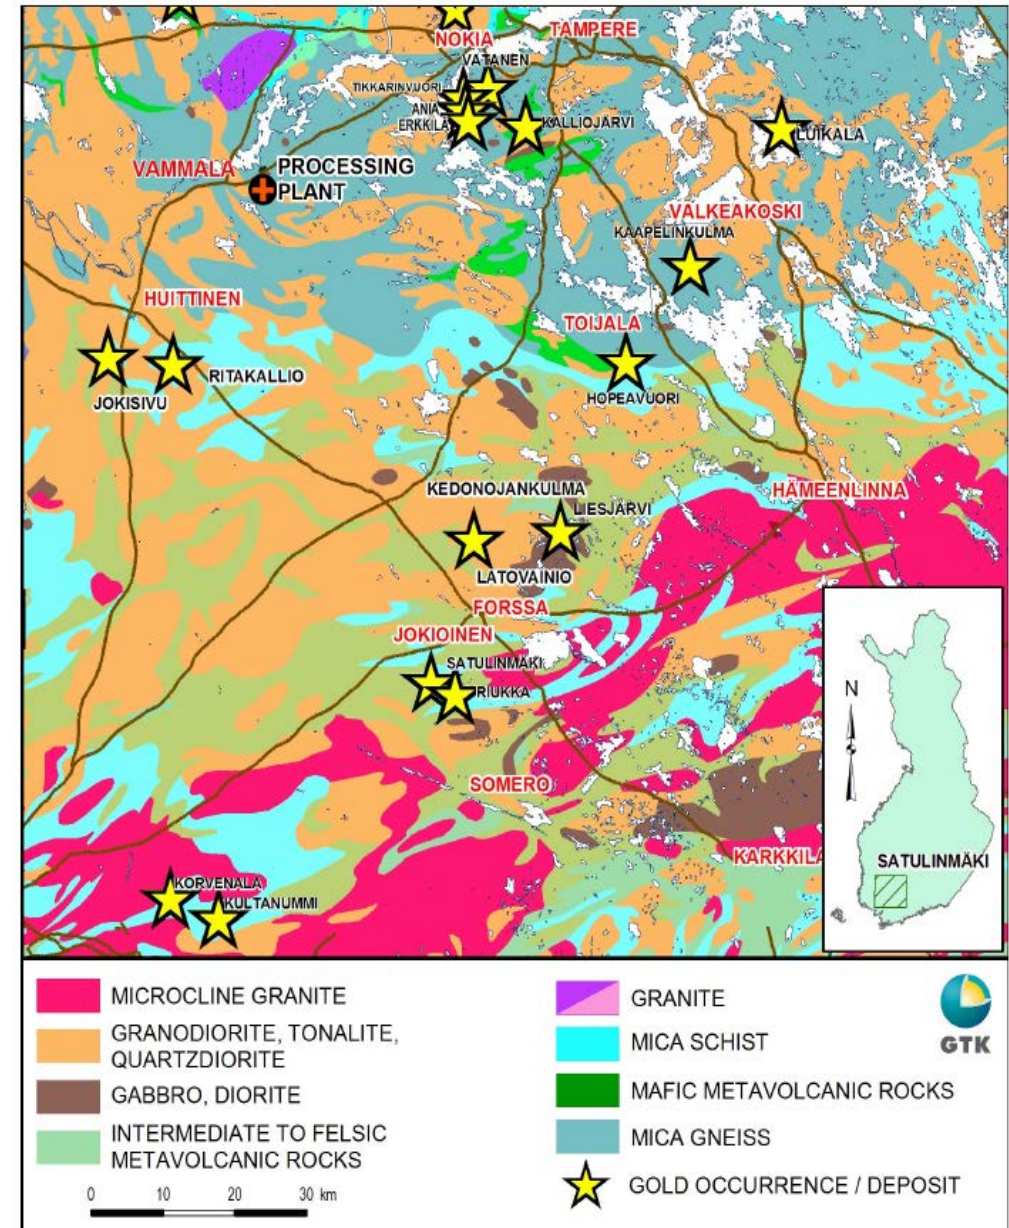 NOKIA
TAMPERE
VATANEN
TIKKARINVUORI
ANIA
ERKKILÄ
KALLIOJÄRVI
LUIKALA
VAMMALA
PROCESSING
PLANT
VALKEAKOSKI
KAAPELINKULMA
HUITTINEN
TOIJALA
RITAKALLIO
JOKISIVU
HOPEAVUORI
KEDONOJANKULMA
HÄMEENLINNA
LIESJÄRVI
LATOVAINIO
FORSSA
JOKIOINEN
SATULINMÄKI
RIUKKA
N
SOMERO
KARKKILA
SATULINMÄKI
KORVENALA
KULTANUMMI
MICROCLINE GRANITE
GRANODIORITE, TONALITE,
QUARTZDIORITE
GABBRO, DIORITE
INTERMEDIATE TO FELSIC
METAVOLCANIC ROCKS
0 10 20 30 km
GRANITE
MICA SCHIST
MAFIC METAVOLCANIC ROCKS
MICA GNEISS
GOLD OCCURRENCE / DEPOSIT
GTK